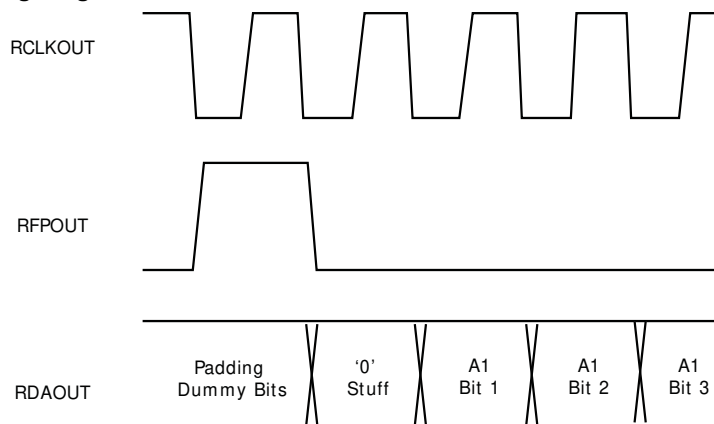 RCLKOUT
RFPOUT
RDAOUT
Padding
Dummy Bits
‘0’
Stuff
A1
Bit 1
A1
Bit 2
A1
Bit 3